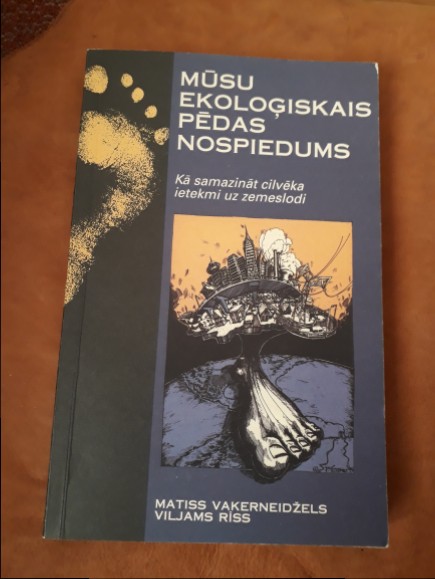 MŪSU
EKOLOĢISKAIS
PĒDAS
NOSPIEDUMS
Kā samazināt cilvēka
ietekmi uz zemeslodi
MATISS VAKERNEIDŽELS
VILJAMS RĪSS